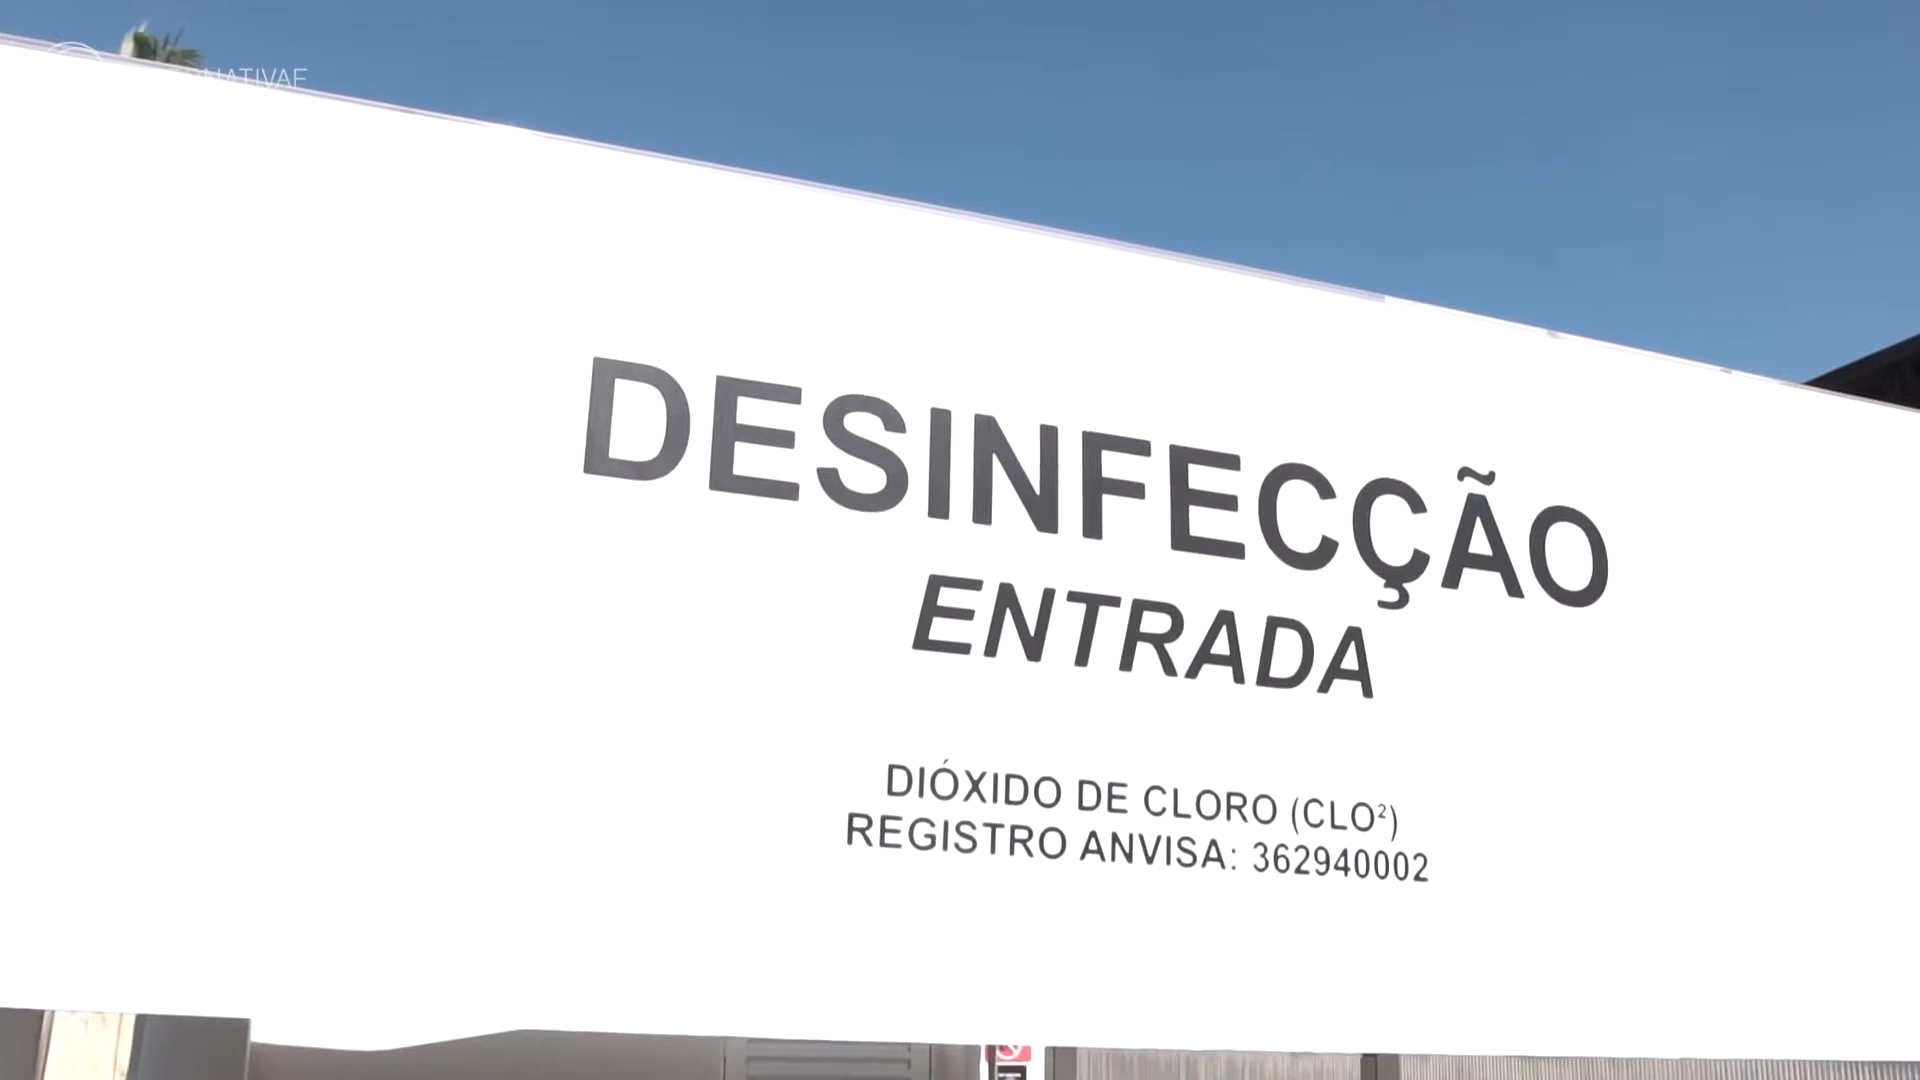 DESINFECÇÃO
ENTRADA
DIÓXIDO DE CLORO (CLO²)
REGISTRO ANVISA: 362940002